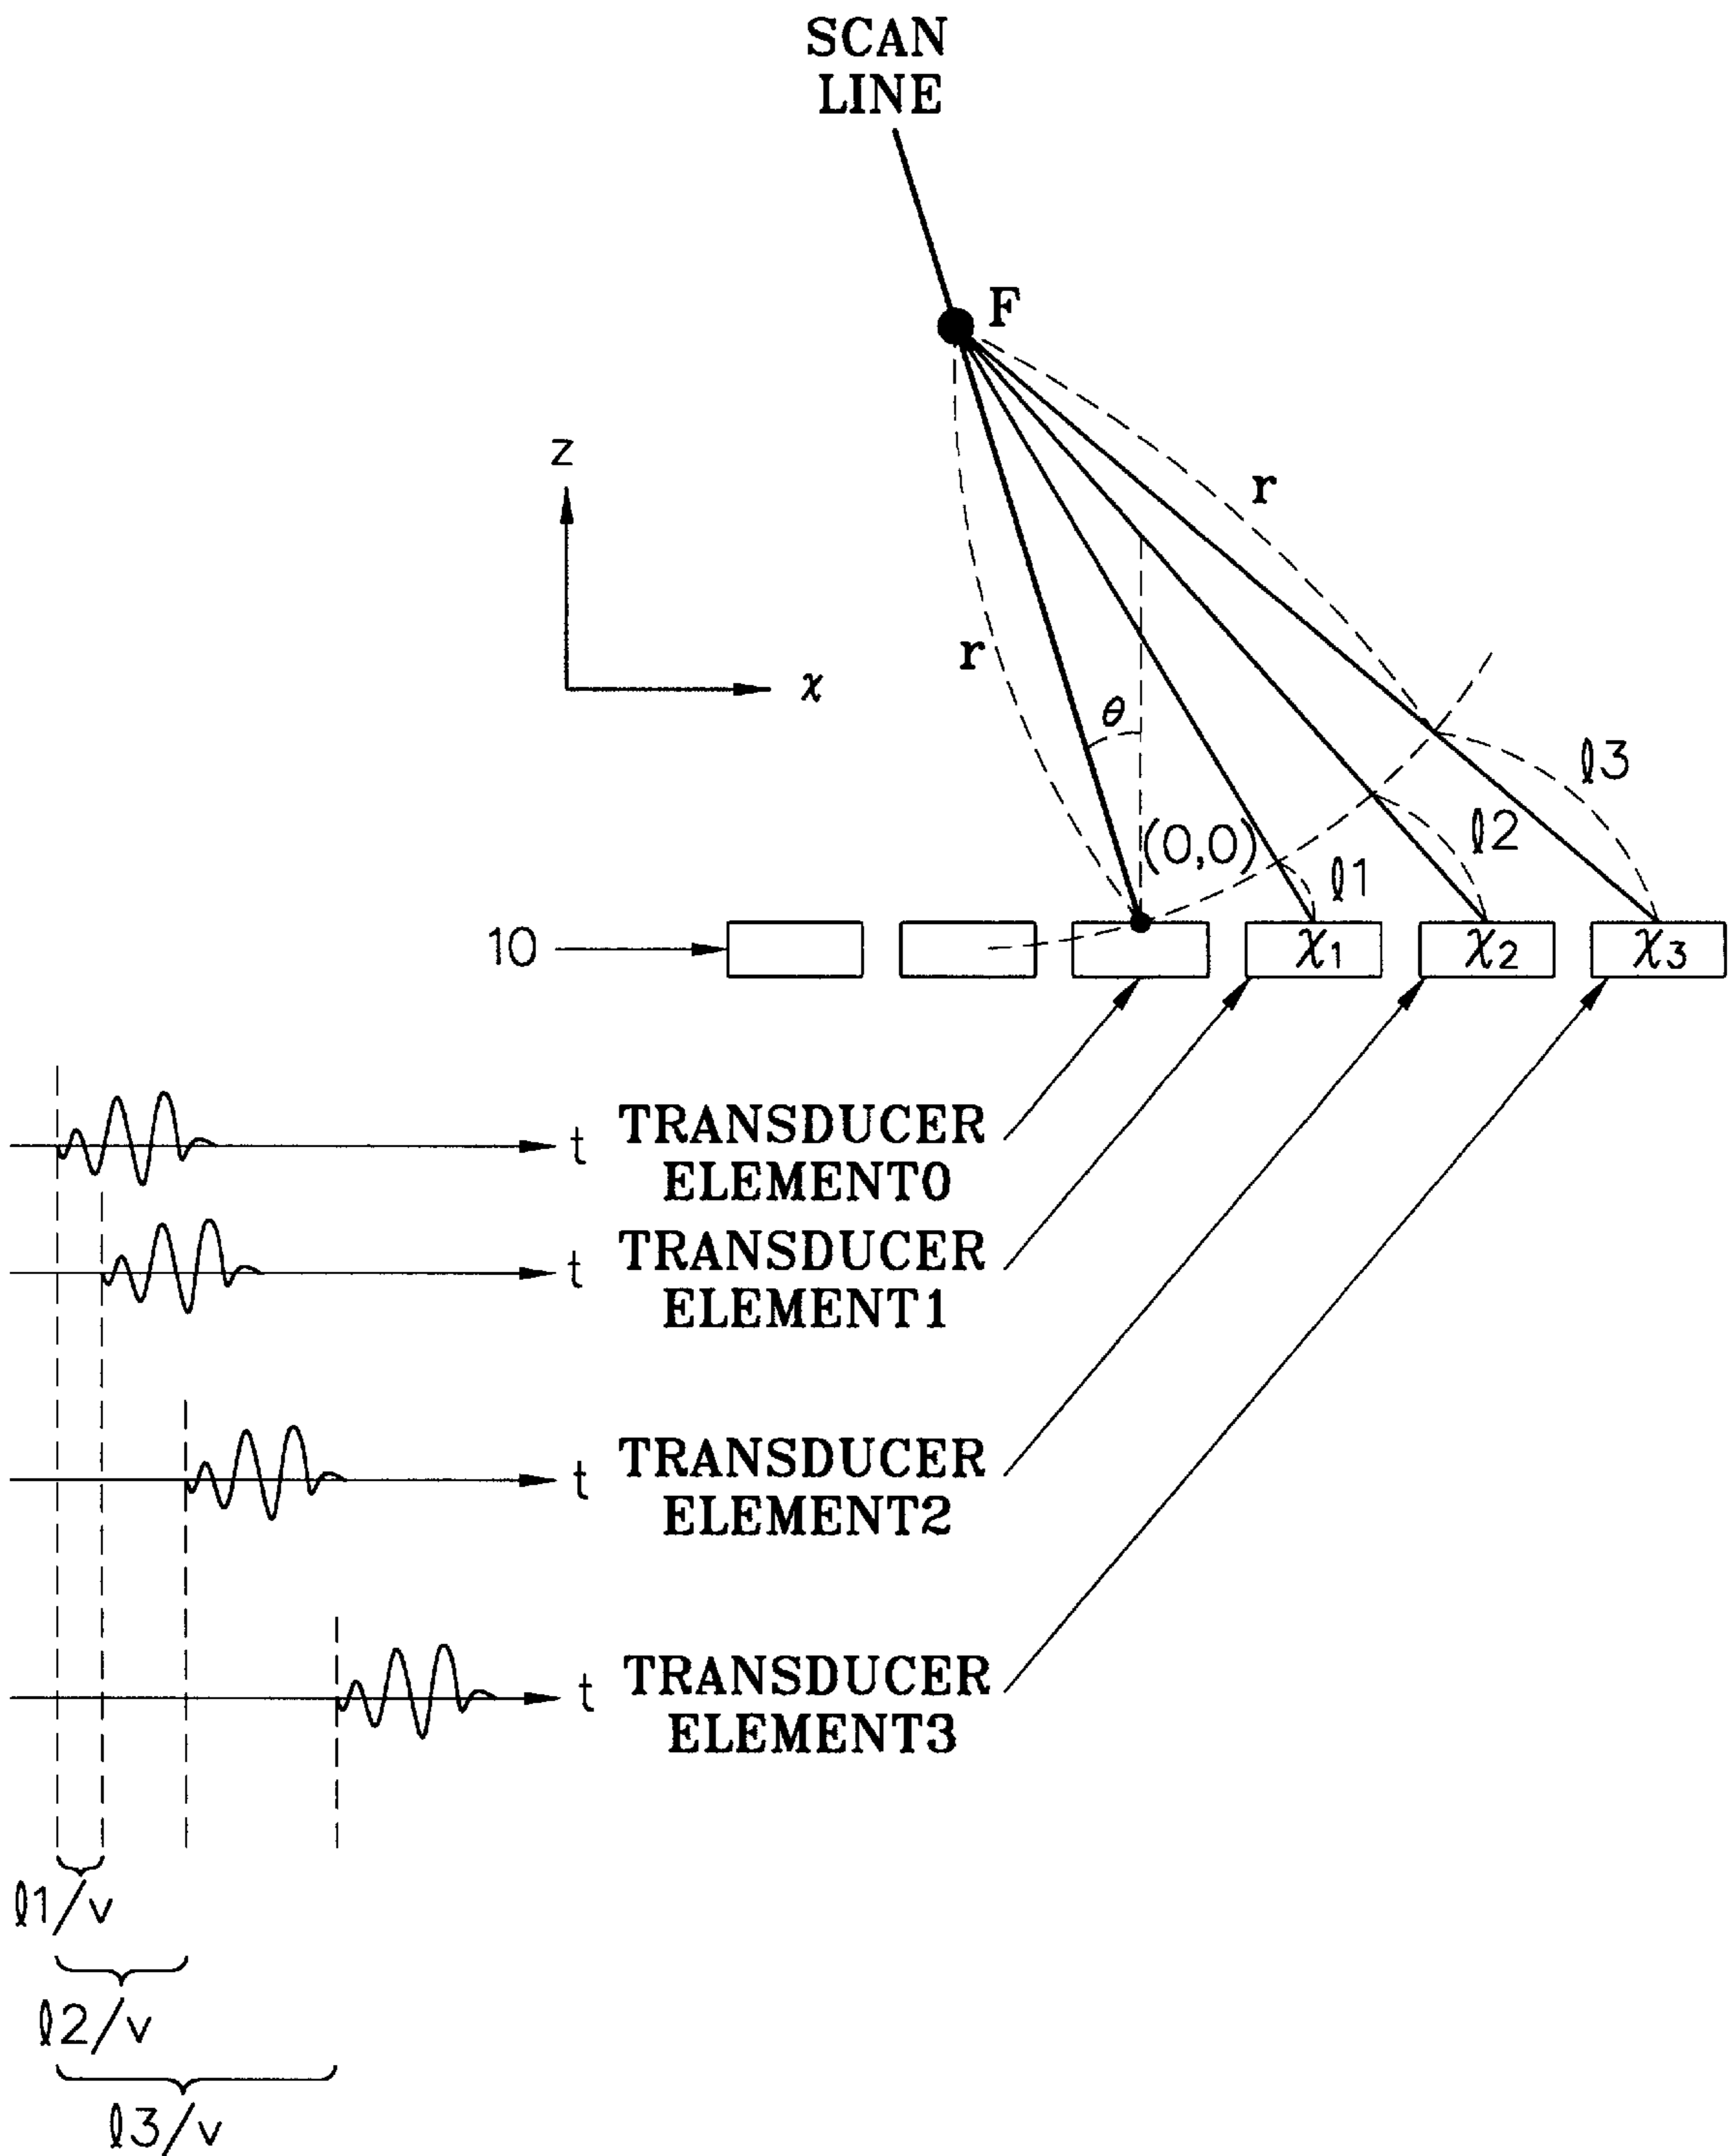 SCAN
LINE
F
z
r
r
χ
θ
ℓ3
(0,0)
ℓ2
ℓ1
10
χ1
χ2
χ3
t
TRANSDUCER
ELEMENT0
t
TRANSDUCER
ELEMENT1
t
TRANSDUCER
ELEMENT2
t
TRANSDUCER
ELEMENT3
ℓ1/v
ℓ2/v
ℓ3/v